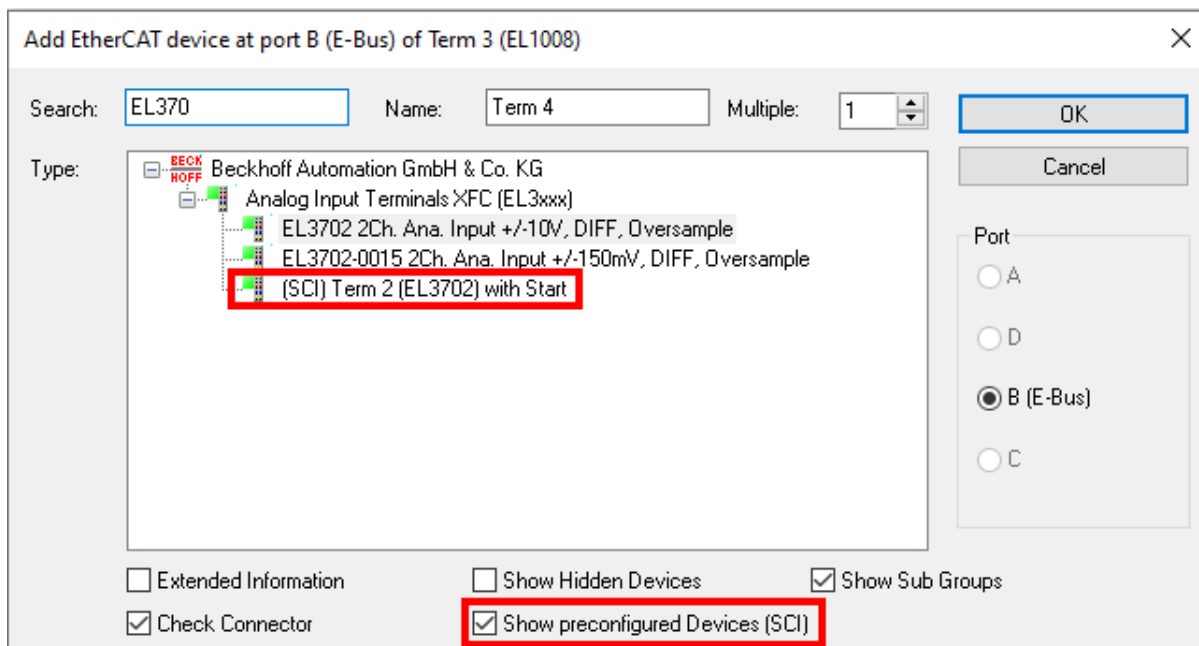 Add EtherCAT device at port B (E-Bus) of Term 3 (EL1008)
Search: EL370 Name: Term 4 Multiple: 1 OK
Type: BECKHOFF Beckhoff Automation GmbH & Co. KG Cancel
Analog Input Terminals XFC (EL3xxx)
EL3702 2Ch. Ana. Input +/-10V, DIFF, Oversample
EL3702-0015 2Ch. Ana. Input +/-150mV, DIFF, Oversample
(SCI) Term 2 (EL3702) with Start
Port
A
D
B (E-Bus)
C
Extended Information Show Hidden Devices Show Sub Groups
Check Connector Show preconfigured Devices (SCI)